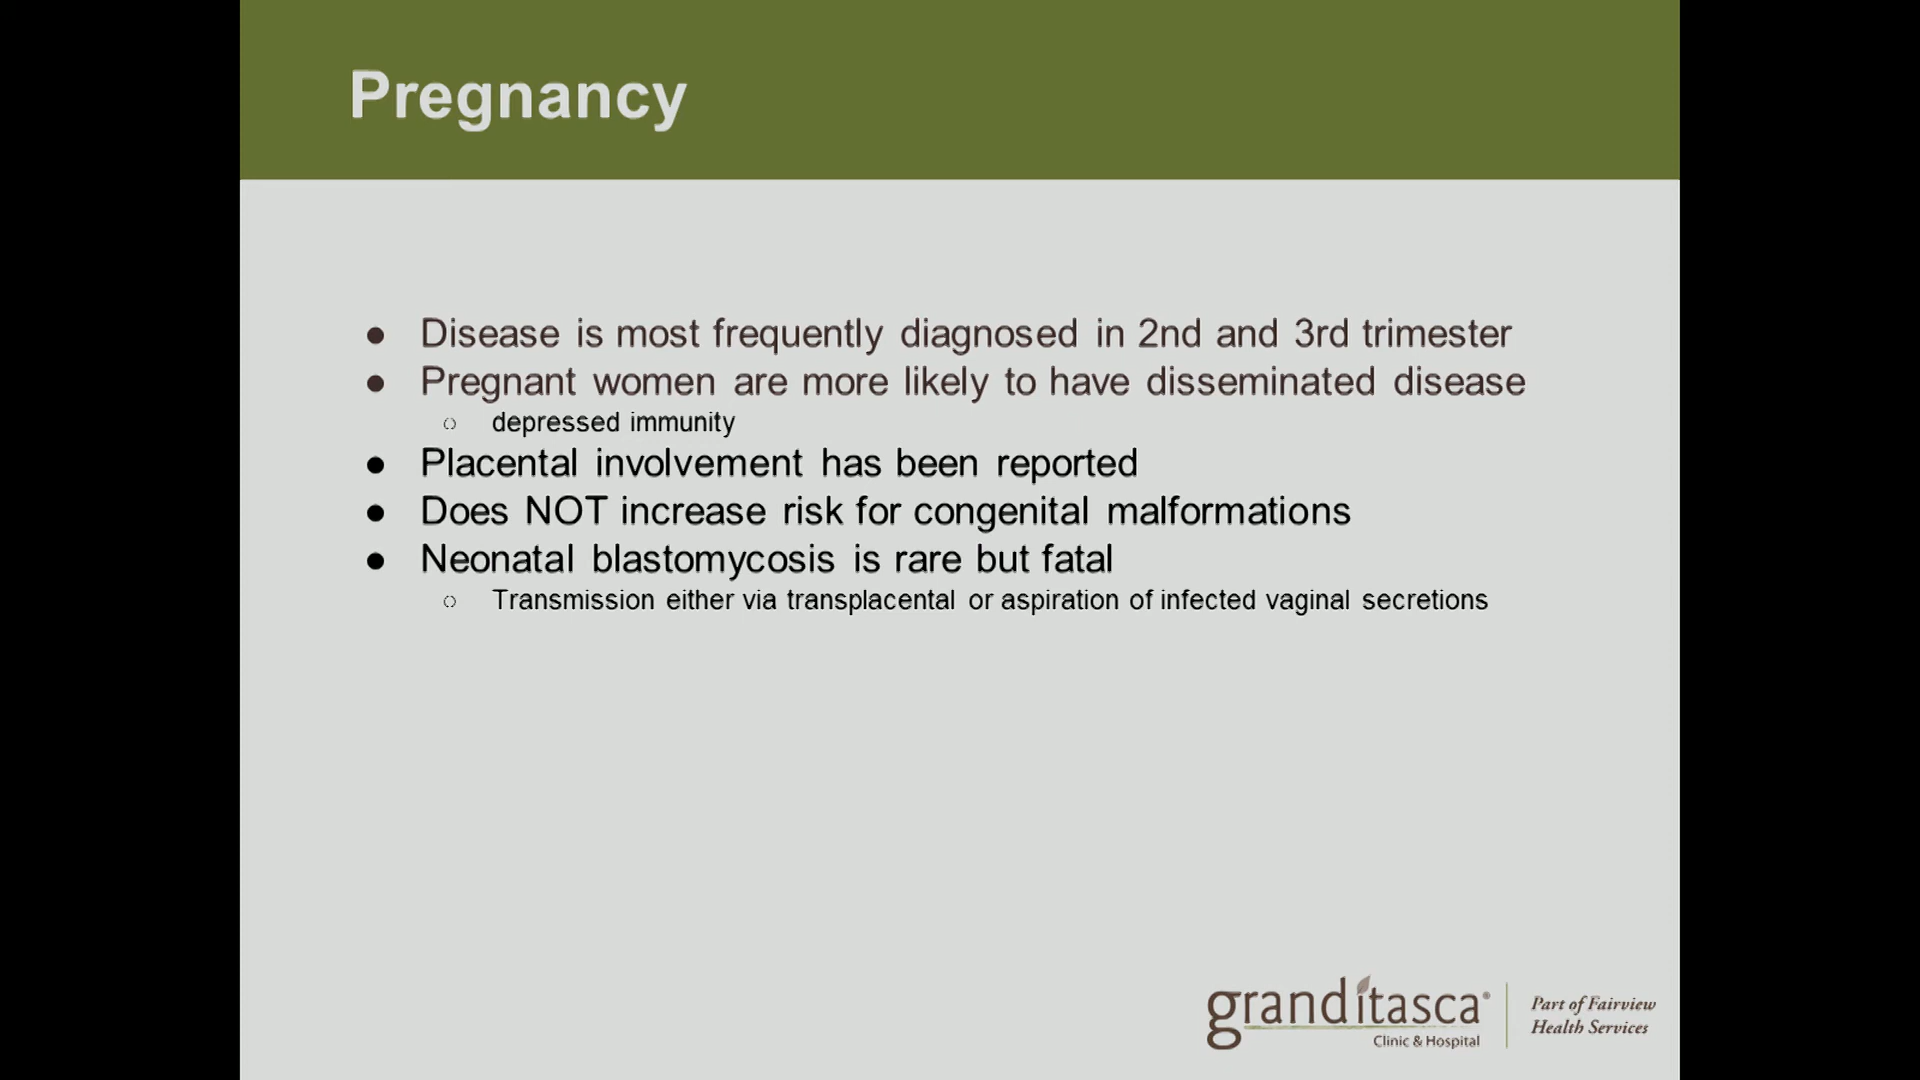 Pregnancy
● Disease is most frequently diagnosed in 2nd and 3rd trimester
● Pregnant women are more likely to have disseminated disease
○ depressed immunity
● Placental involvement has been reported
● Does NOT increase risk for congenital malformations
● Neonatal blastomycosis is rare but fatal
○ Transmission either via transplacental or aspiration of infected vaginal secretions
granditasca®
Clinic & Hospital
Part of Fairview
Health Services